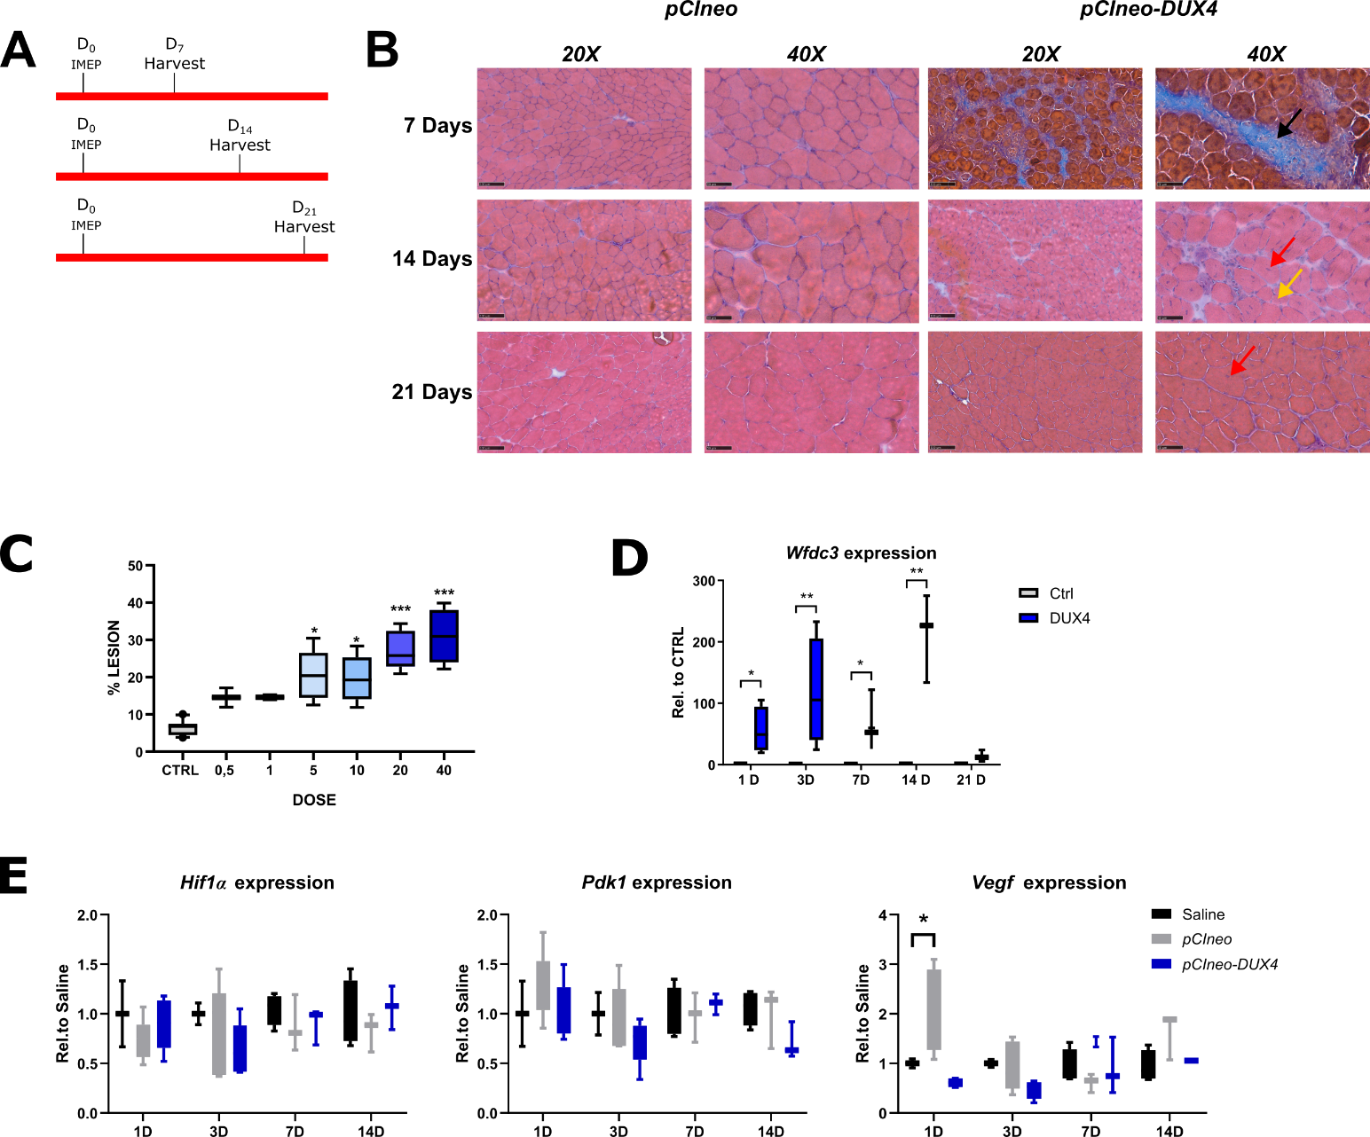 A
D0
IMEP
D7
Harvest
D0
IMEP
D14
Harvest
D0
IMEP
D21
Harvest
B
pCIneo
pCIneo-DUX4
20X
40X
20X
40X
7 Days
14 Days
21 Days
C
% LESION
50
40
30
20
10
0
*
*
***
***
CTRL
0,5
1
5
10
20
40
DOSE
D
Wfdc3 expression
Rel. to CTRL
300
200
100
0
*
**
*
**
1 D
3D
7D
14 D
21 D
Ctrl
DUX4
E
Hif1α expression
Rel.to Saline
2.0
1.5
1.0
0.5
0.0
1D
3D
7D
14D
Pdk1 expression
Rel.to Saline
2.0
1.5
1.0
0.5
0.0
1D
3D
7D
14D
Vegf expression
Rel.to Saline
4
3
2
1
0
*
1D
3D
7D
14D
Saline
pCIneo
pCIneo-DUX4